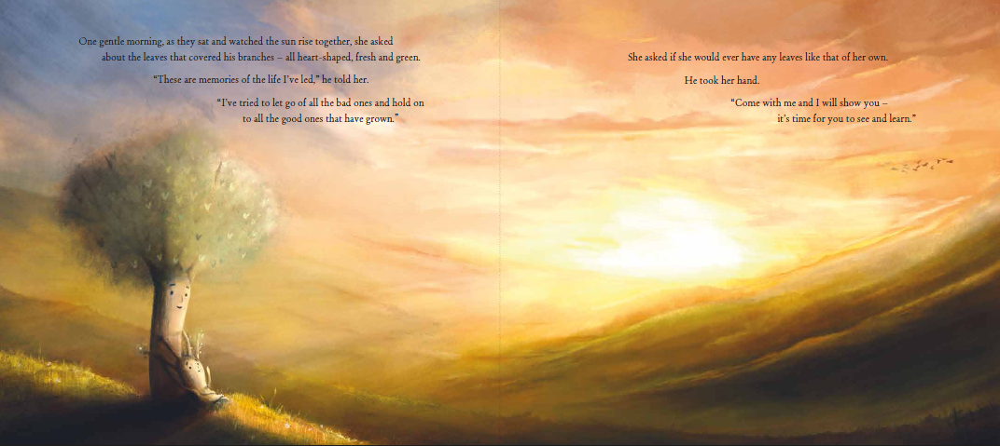 One gentle morning, as they sat and watched the sun rise together, she asked
about the leaves that covered his branches – all heart-shaped, fresh and green.
“These are memories of the life I’ve led,” he told her.
“I’ve tried to let go of all the bad ones and hold on
to all the good ones that have grown.”
She asked if she would ever have any leaves like that of her own.
He took her hand.
“Come with me and I will show you –
it’s time for you to see and learn.”